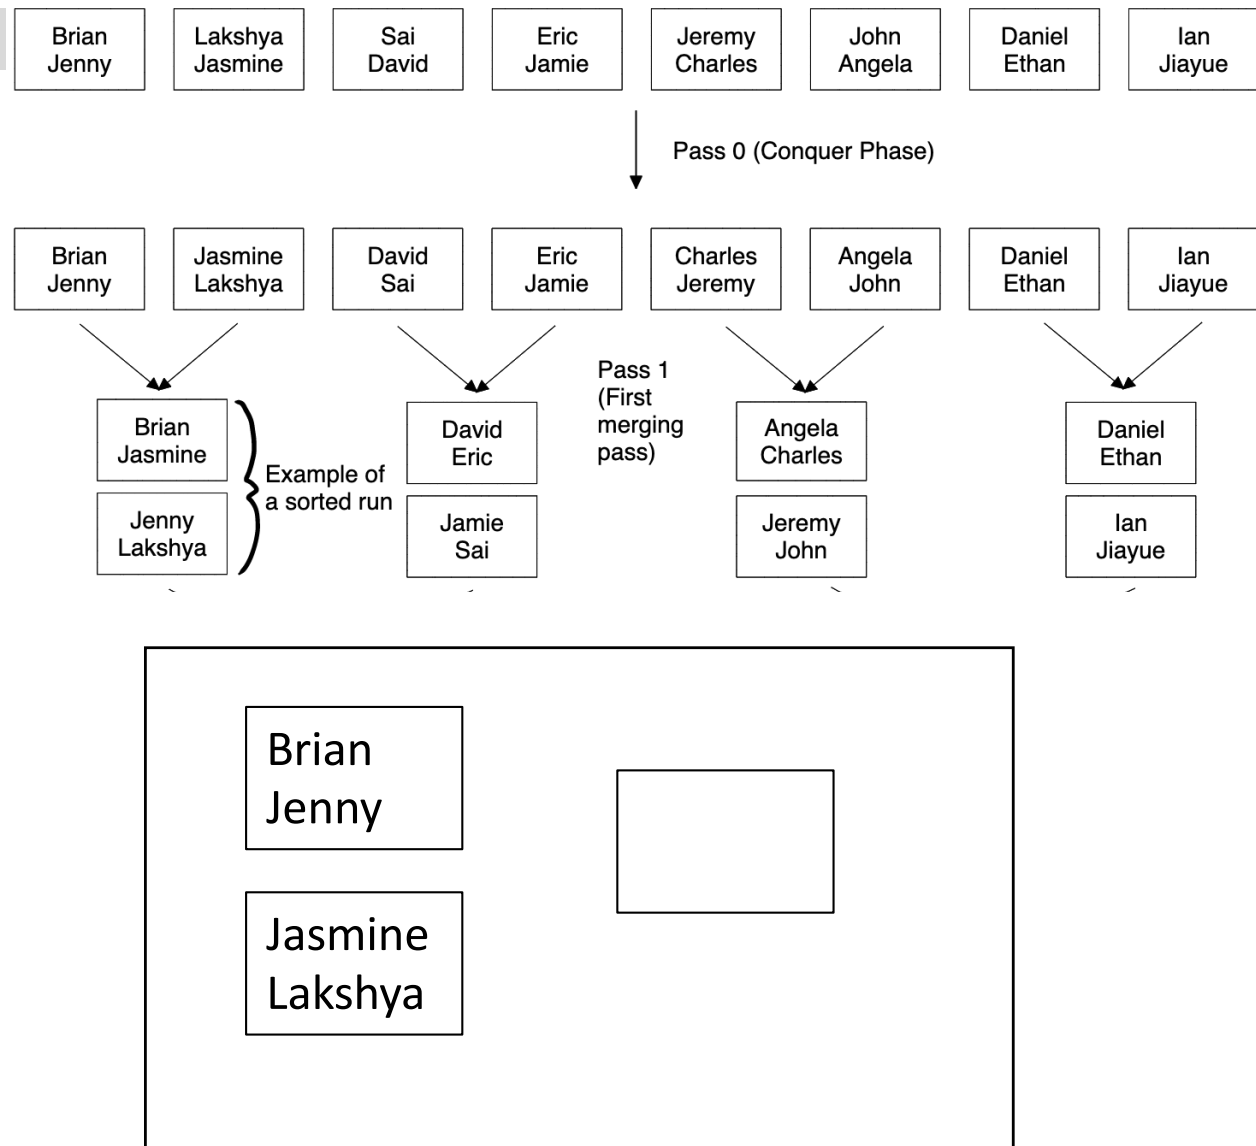 Brian
Jenny
Lakshya
Jasmine
Sai
David
Eric
Jamie
Jeremy
Charles
John
Angela
Daniel
Ethan
Ian
Jiayue
Pass 0 (Conquer Phase)
Brian
Jenny
Jasmine
Lakshya
David
Sai
Eric
Jamie
Charles
Jeremy
Angela
John
Daniel
Ethan
Ian
Jiayue
Pass 1
(First
merging
pass)
Brian
Jasmine
Jenny
Lakshya
Example of
a sorted run
David
Eric
Jamie
Sai
Angela
Charles
Jeremy
John
Daniel
Ethan
Ian
Jiayue
Brian
Jenny
Jasmine
Lakshya